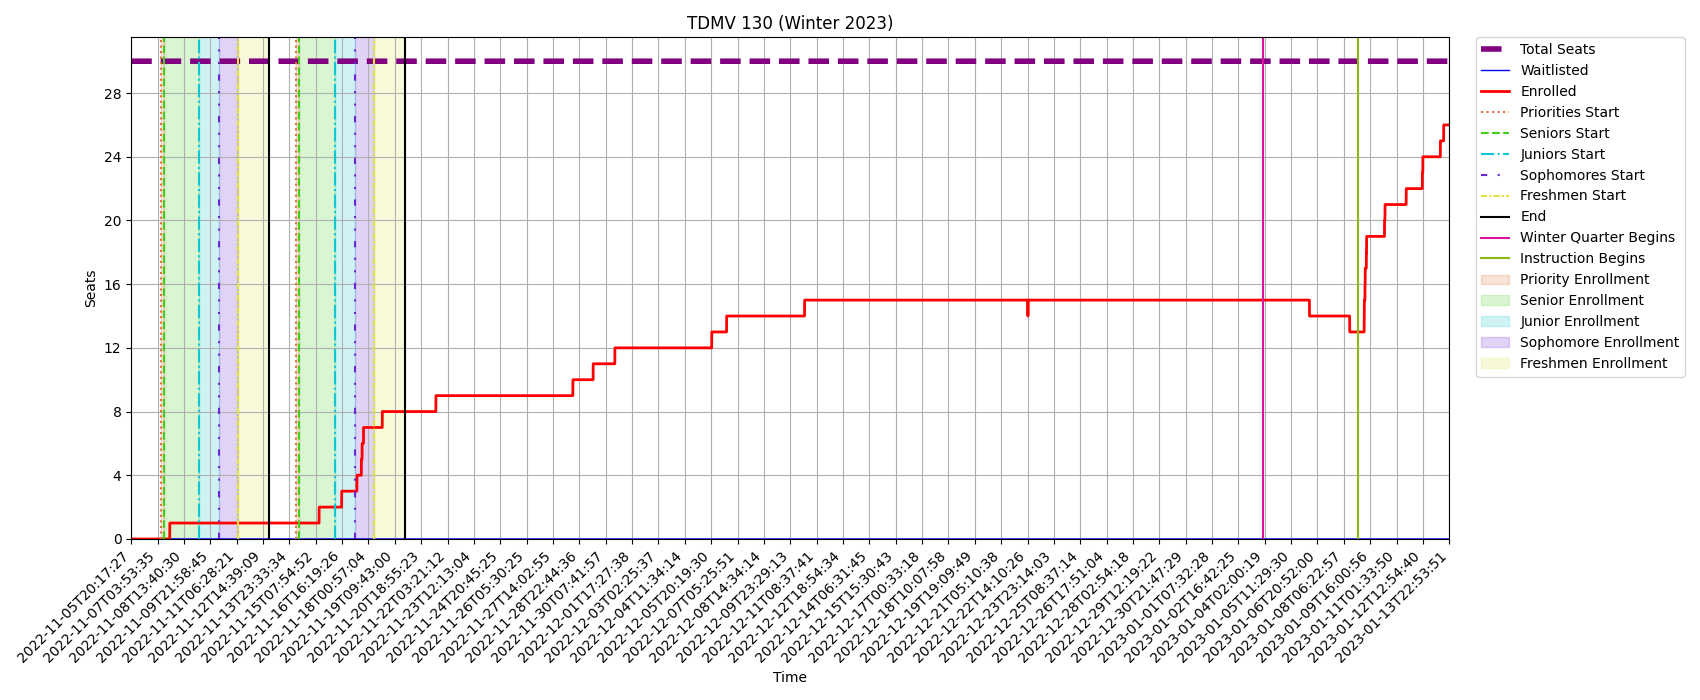 TDMV 130 (Winter 2023)
Seats
28
24
20
16
12
8
4
0
2022-11-05T20:17:27
2022-11-07T03:53:35
2022-11-08T13:40:30
2022-11-09T21:58:45
2022-11-11T06:28:21
2022-11-12T14:39:09
2022-11-13T23:33:34
2022-11-15T07:54:52
2022-11-16T16:19:26
2022-11-18T00:57:04
2022-11-19T09:43:00
2022-11-20T18:55:23
2022-11-22T03:21:12
2022-11-23T12:13:04
2022-11-24T20:45:25
2022-11-26T05:30:25
2022-11-27T14:02:55
2022-11-28T22:44:36
2022-11-30T07:41:57
2022-12-01T17:27:38
2022-12-03T02:25:37
2022-12-04T11:34:14
2022-12-05T20:19:30
2022-12-07T05:25:51
2022-12-08T14:34:14
2022-12-09T23:29:13
2022-12-11T08:37:41
2022-12-12T18:54:34
2022-12-14T06:31:45
2022-12-15T15:30:43
2022-12-17T00:33:18
2022-12-18T10:07:58
2022-12-19T19:09:49
2022-12-21T05:10:38
2022-12-22T14:10:26
2022-12-23T23:14:03
2022-12-25T08:37:14
2022-12-26T17:51:04
2022-12-28T02:54:18
2022-12-29T12:19:22
2022-12-30T21:47:29
2023-01-01T07:32:28
2023-01-02T16:42:25
2023-01-04T02:00:19
2023-01-05T11:29:30
2023-01-06T20:52:00
2023-01-08T06:22:57
2023-01-09T16:00:56
2023-01-11T01:33:50
2023-01-12T12:54:40
2023-01-13T22:53:51
Time
Total Seats
Waitlisted
Enrolled
Priorities Start
Seniors Start
Juniors Start
Sophomores Start
Freshmen Start
End
Winter Quarter Begins
Instruction Begins
Priority Enrollment
Senior Enrollment
Junior Enrollment
Sophomore Enrollment
Freshmen Enrollment